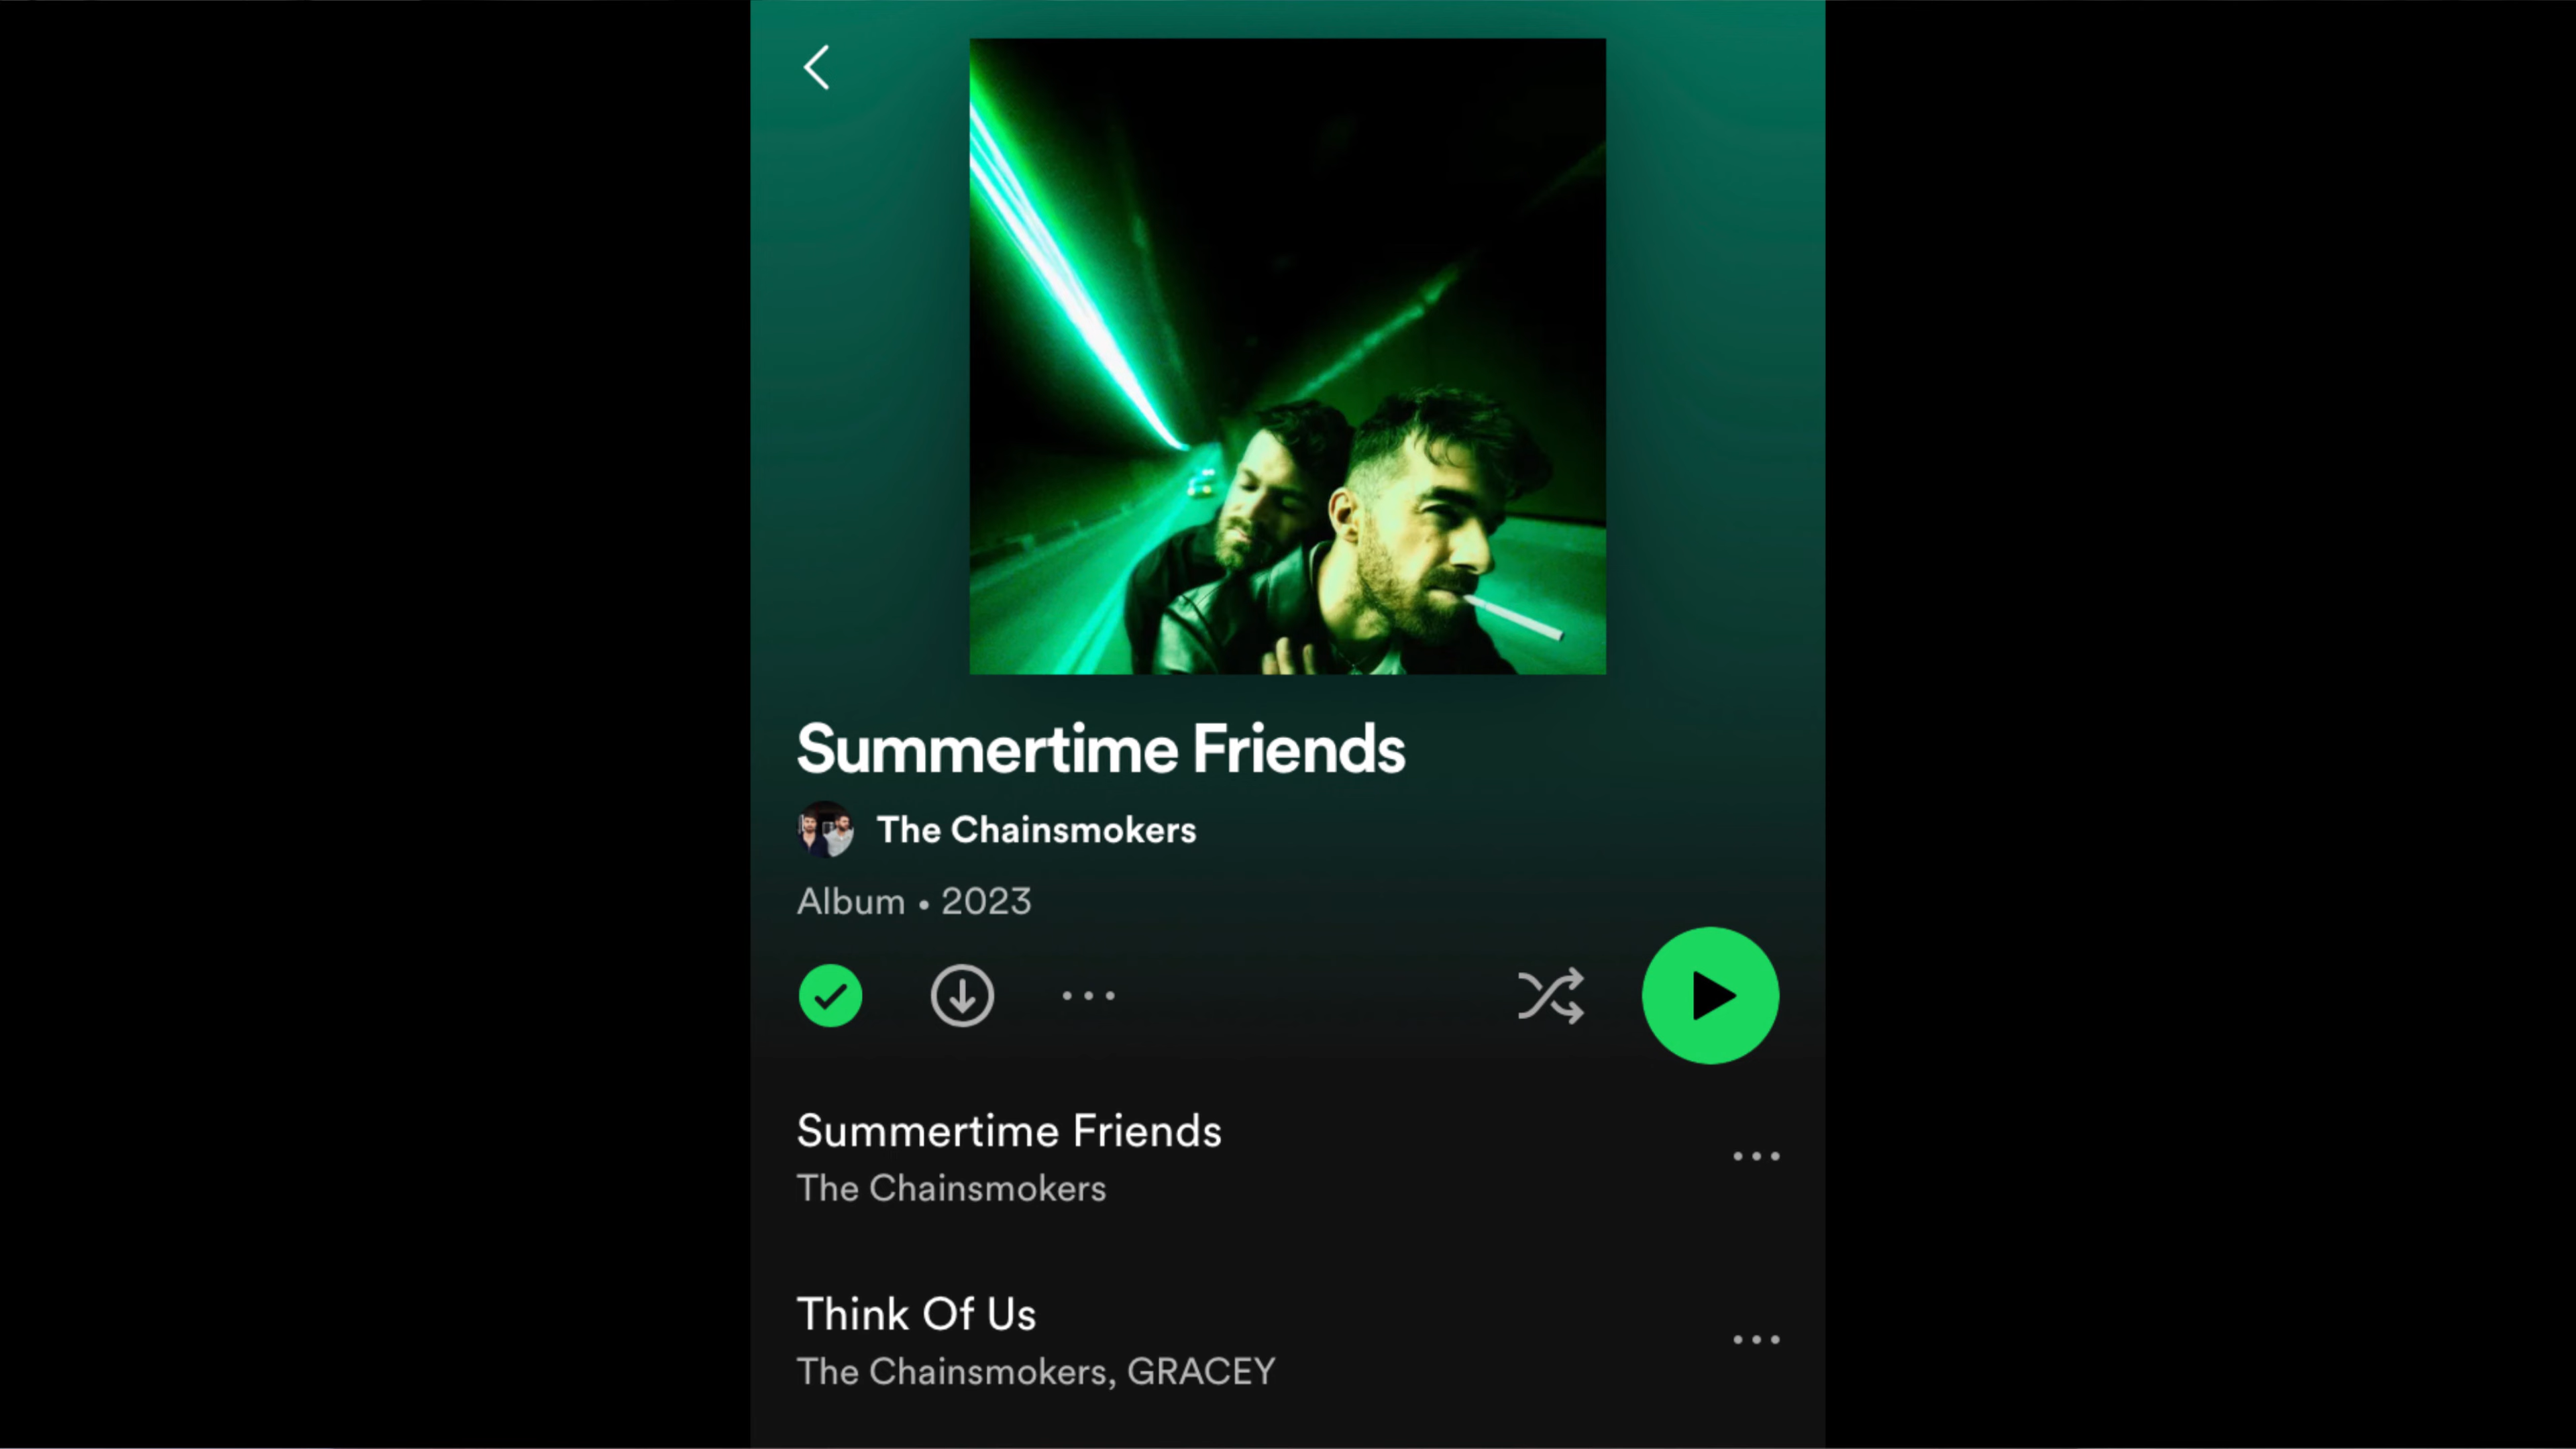 Summertime Friends
The Chainsmokers
Album • 2023
Summertime Friends
The Chainsmokers
Think Of Us
The Chainsmokers, GRACEY